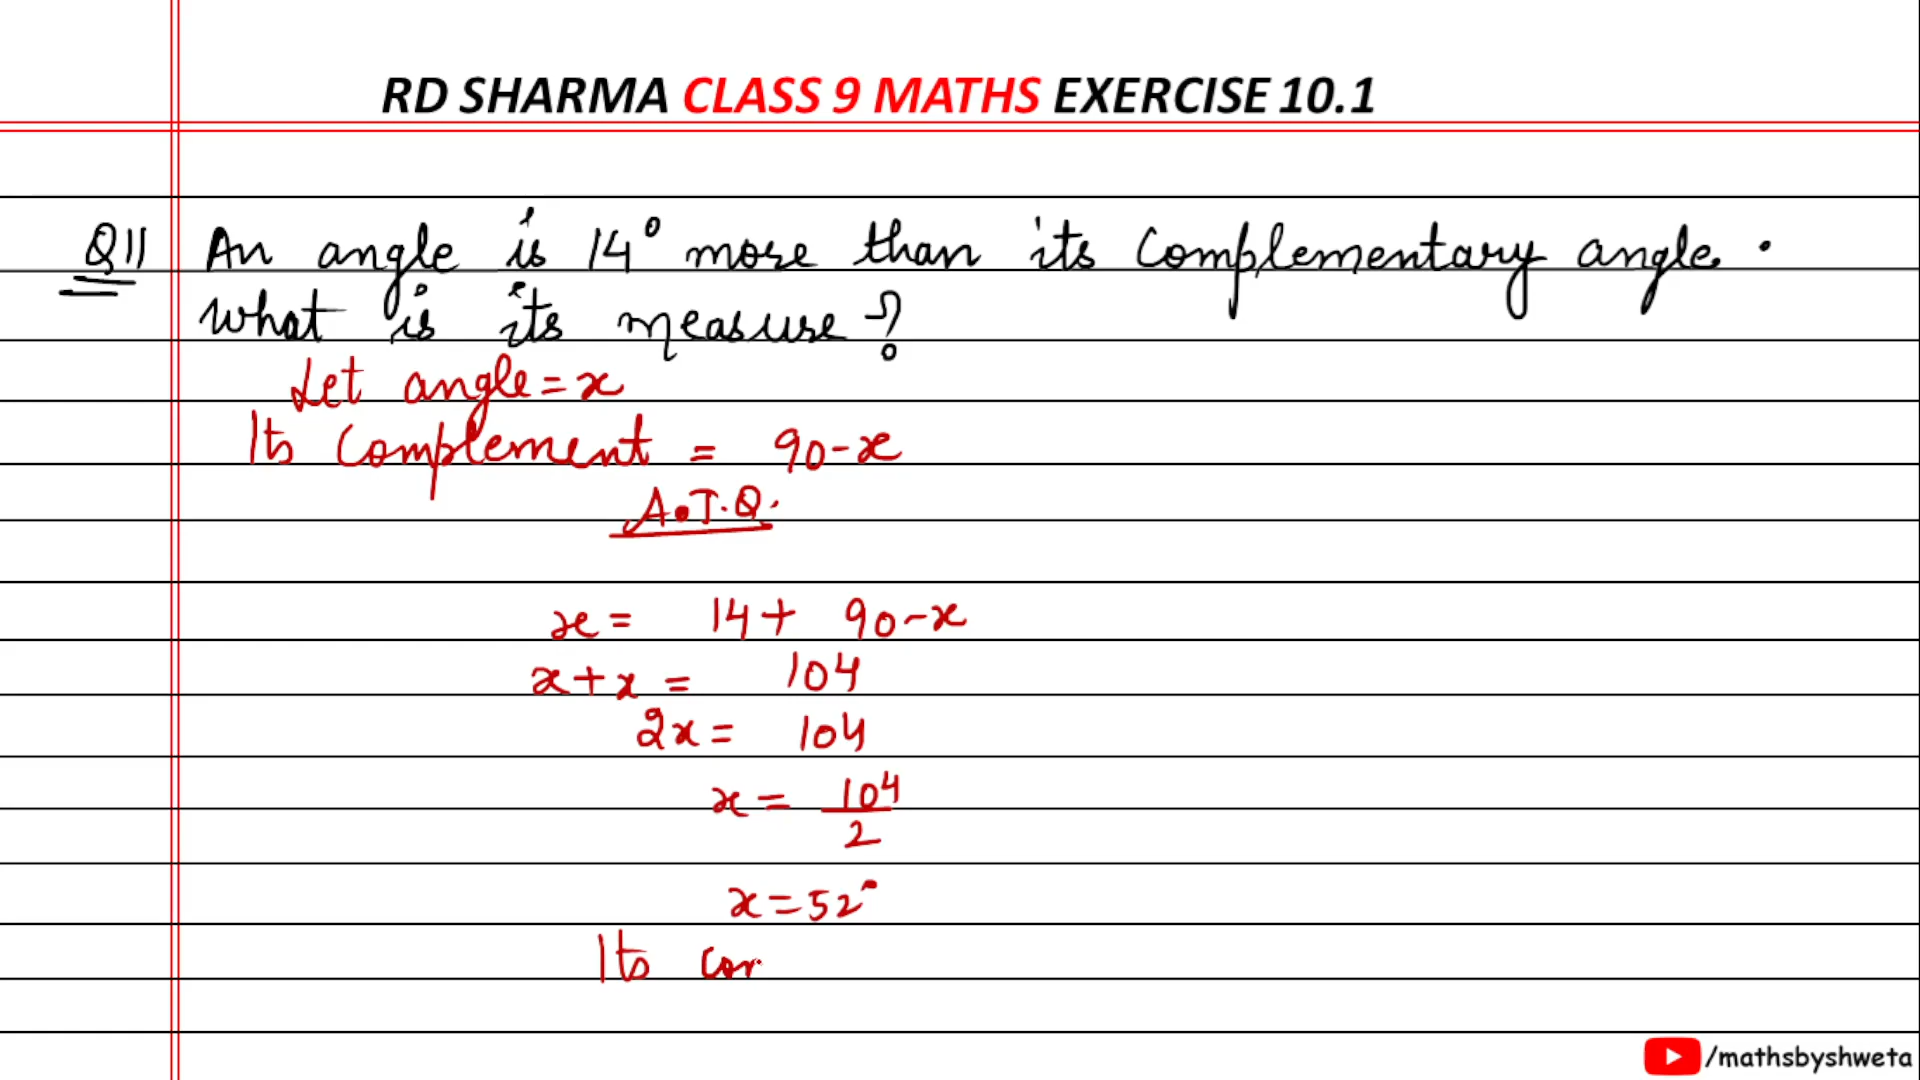 RD SHARMA CLASS 9 MATHS EXERCISE 10.1
Q11 An angle is 14° more than its complementary angle.
what is its measure?
Let angle = x
Its complement = 90-x
A.T.Q.
x = 14 + 90-x
x+x = 104
2x = 104
x = 104/2
x = 52°
Its com
/mathsbyshweta